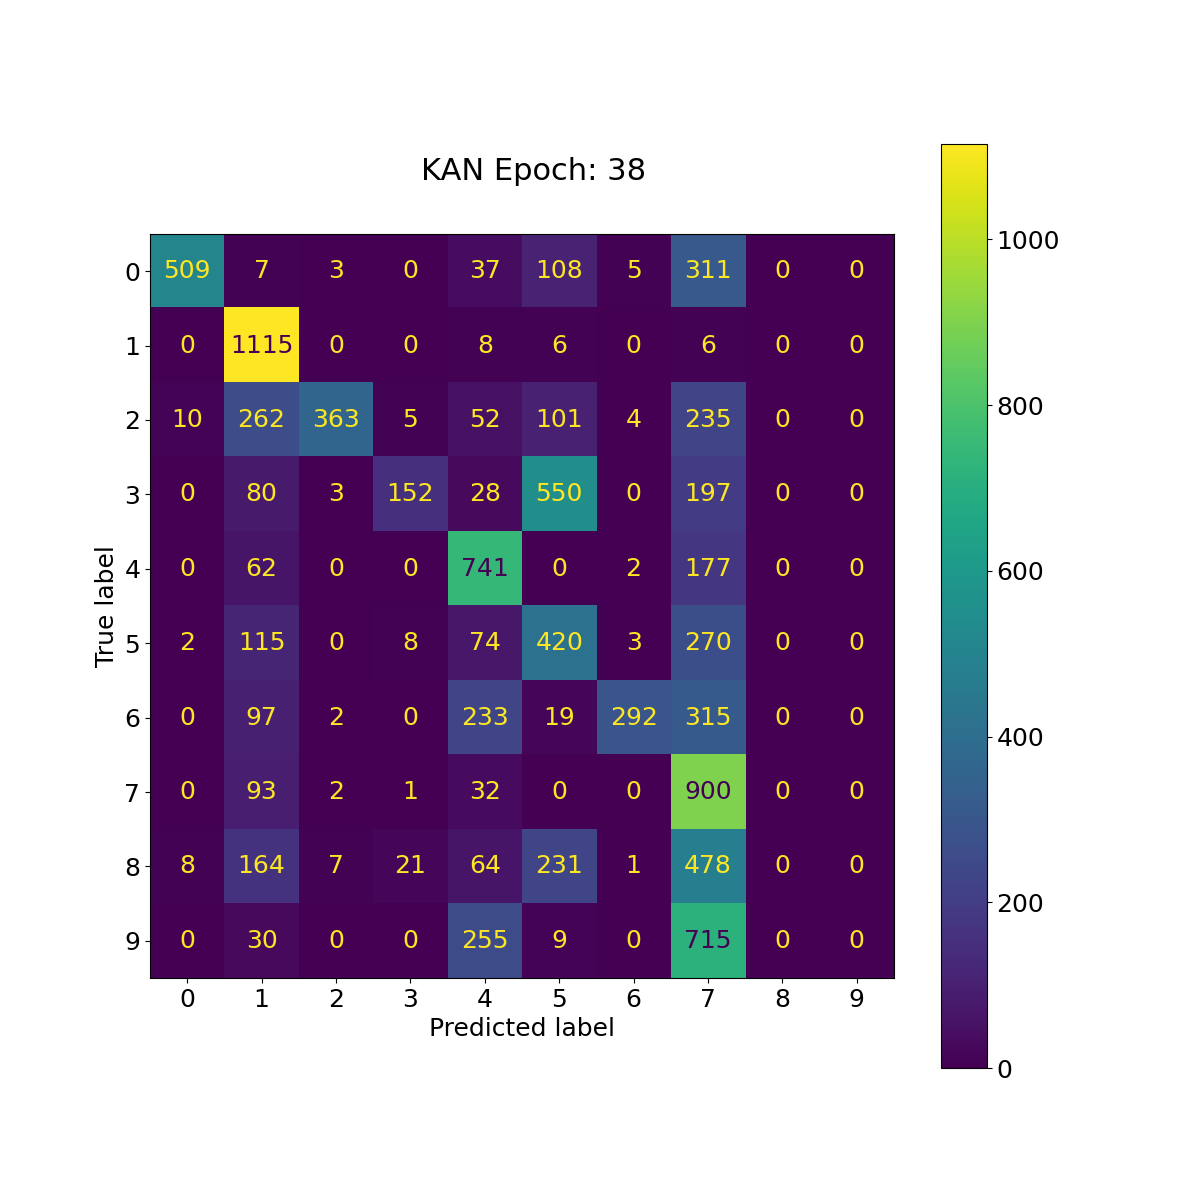 KAN Epoch: 38
0 509 7 3 0 37 108 5 311 0 0
1 0 1115 0 0 8 6 0 6 0 0
2 10 262 363 5 52 101 4 235 0 0
3 0 80 3 152 28 550 0 197 0 0
4 0 62 0 0 741 0 2 177 0 0
5 2 115 0 8 74 420 3 270 0 0
6 0 97 2 0 233 19 292 315 0 0
7 0 93 2 1 32 0 0 900 0 0
8 8 164 7 21 64 231 1 478 0 0
9 0 30 0 0 255 9 0 715 0 0
0 1 2 3 4 5 6 7 8 9
Predicted label
True label
1000
800
600
400
200
0